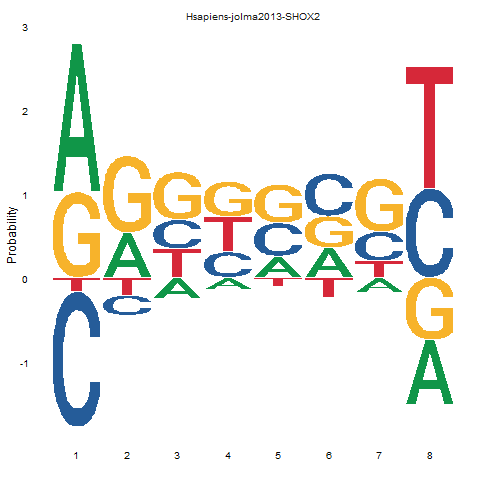 Hsapiens-jolma2013-SHOX2
3
2
1
0
-1
Probability
A G T C
G A T C
G C T A
G T C A
G C A T
C G A T
G C T A
T C G A
1 2 3 4 5 6 7 8